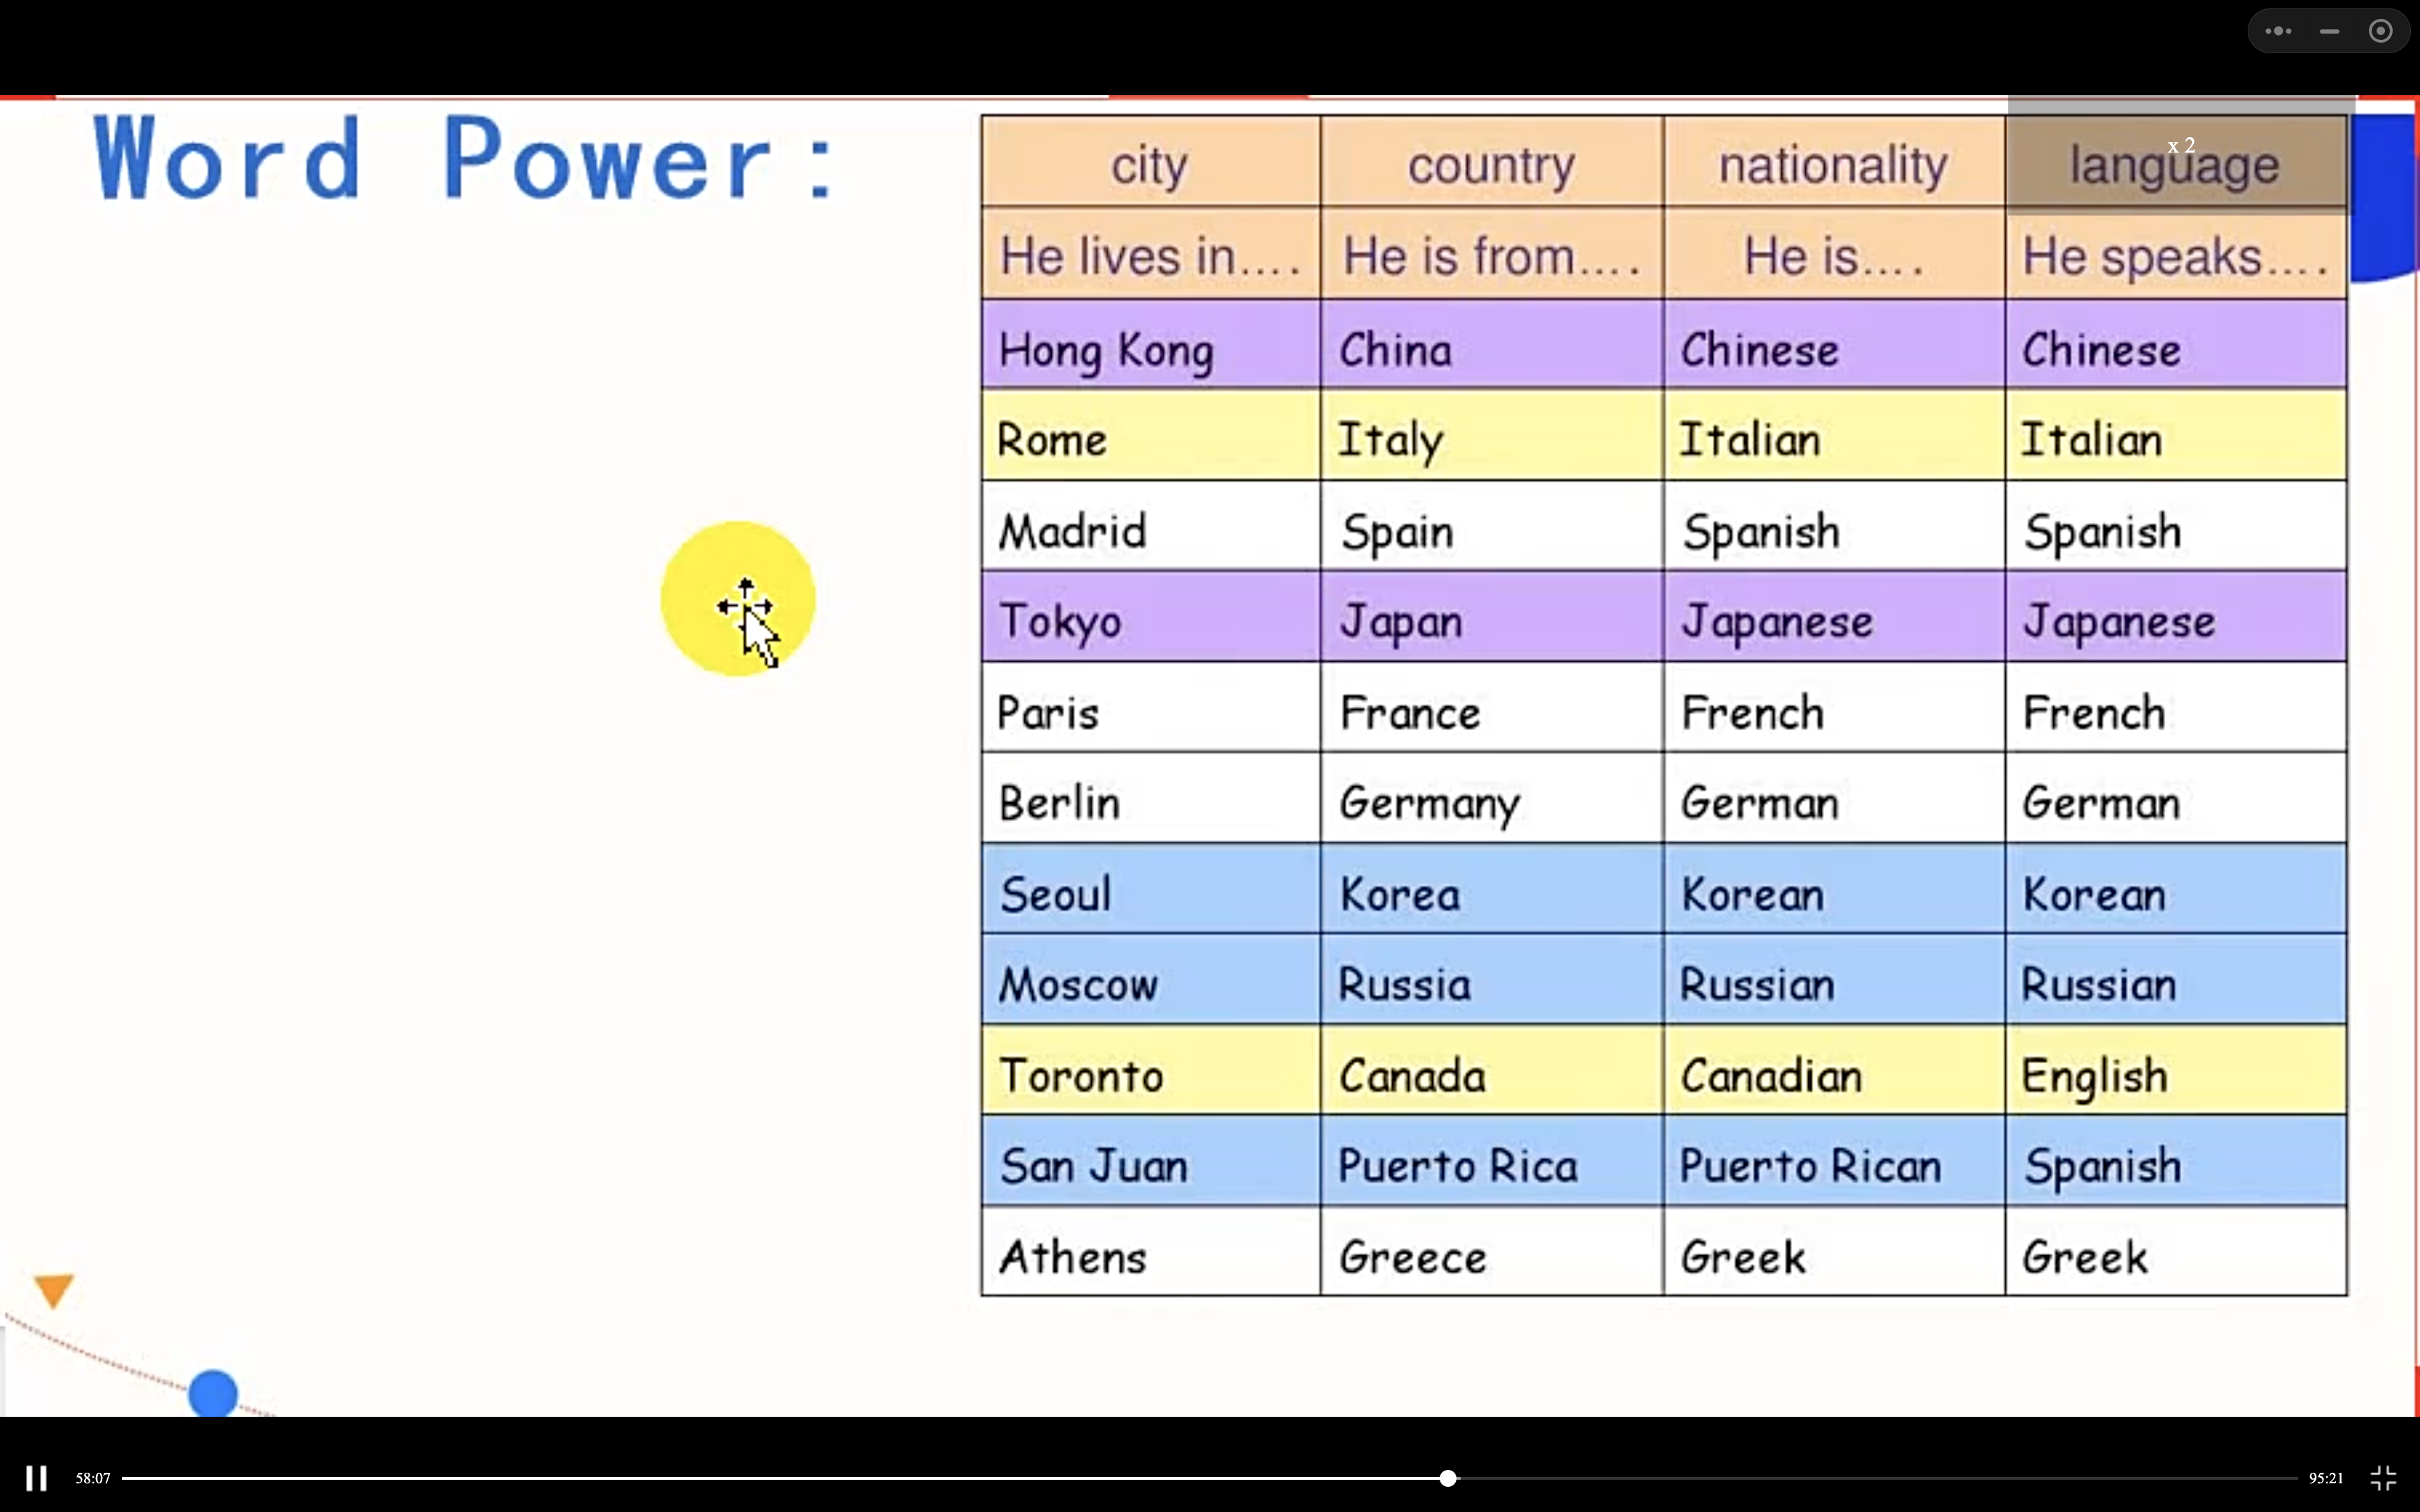 x 2
Word Power:
city country nationality language
He lives in.... He is from.... He is.... He speaks....
Hong Kong China Chinese Chinese
Rome Italy Italian Italian
Madrid Spain Spanish Spanish
Tokyo Japan Japanese Japanese
Paris France French French
Berlin Germany German German
Seoul Korea Korean Korean
Moscow Russia Russian Russian
Toronto Canada Canadian English
San Juan Puerto Rica Puerto Rican Spanish
Athens Greece Greek Greek
58:07 95:21